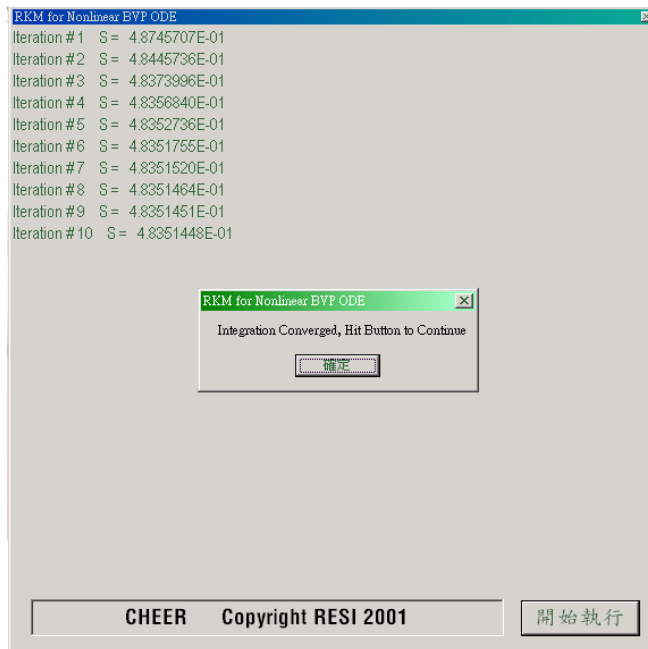 RKM for Nonlinear BVP ODE
Iteration # 1 S = 4.8745707E-01
Iteration # 2 S = 4.8445736E-01
Iteration # 3 S = 4.8373996E-01
Iteration # 4 S = 4.8356840E-01
Iteration # 5 S = 4.8352736E-01
Iteration # 6 S = 4.8351755E-01
Iteration # 7 S = 4.8351520E-01
Iteration # 8 S = 4.8351464E-01
Iteration # 9 S = 4.8351451E-01
Iteration # 10 S = 4.8351448E-01
RKM for Nonlinear BVP ODE
Integration Converged, Hit Button to Continue
確定
CHEER Copyright RESI 2001
開始執行